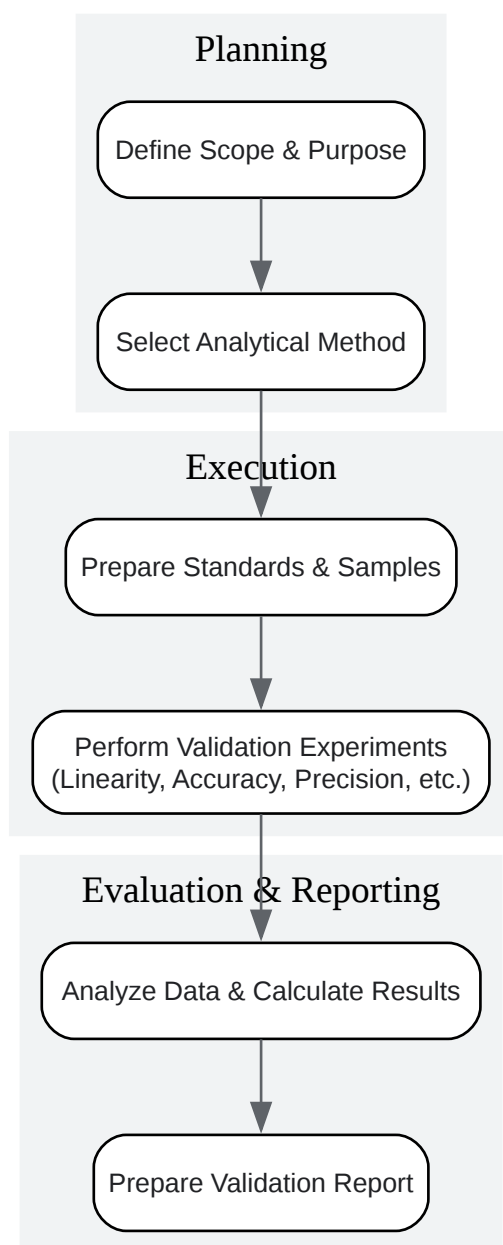 Planning
Define Scope & Purpose
Select Analytical Method
Execution
Prepare Standards & Samples
Perform Validation Experiments
(Linearity, Accuracy, Precision, etc.)
Evaluation & Reporting
Analyze Data & Calculate Results
Prepare Validation Report